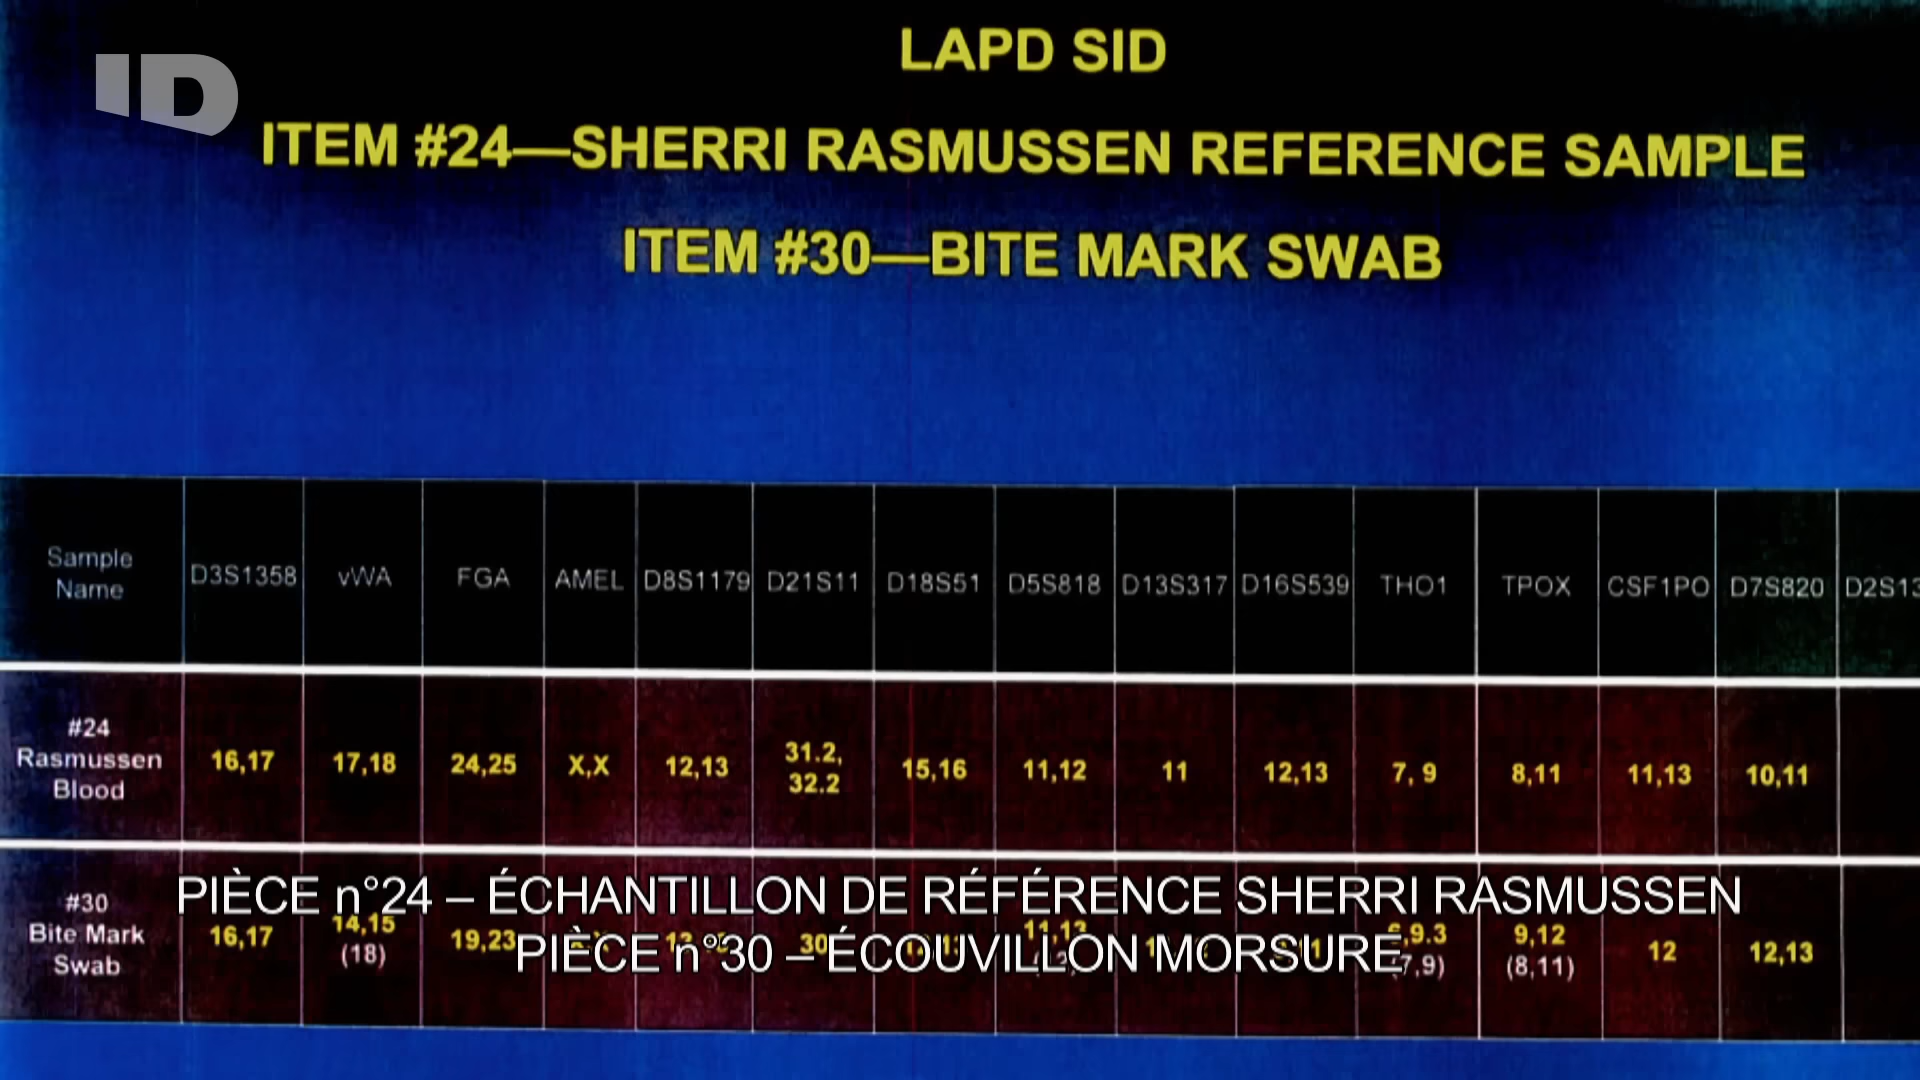 ID
LAPD SID
ITEM #24—SHERRI RASMUSSEN REFERENCE SAMPLE
ITEM #30—BITE MARK SWAB
Sample Name D3S1358 vWA FGA AMEL D8S1179 D21S11 D18S51 D5S818 D13S317 D16S539 THO1 TPOX CSF1PO D7S820
#24 Rasmussen Blood 16,17 17,18 24,25 X,X 12,13 31.2, 32.2 15,16 11,12 11 12,13 7, 9 8,11 11,13 10,11
#30 Bite Mark Swab 16,17 14,15 (18) 19,23 9,12 (8,11) 12 12,13
PIÈCE n°24 – ÉCHANTILLON DE RÉFÉRENCE SHERRI RASMUSSEN
PIÈCE n°30 – ÉCOUVILLON MORSURE